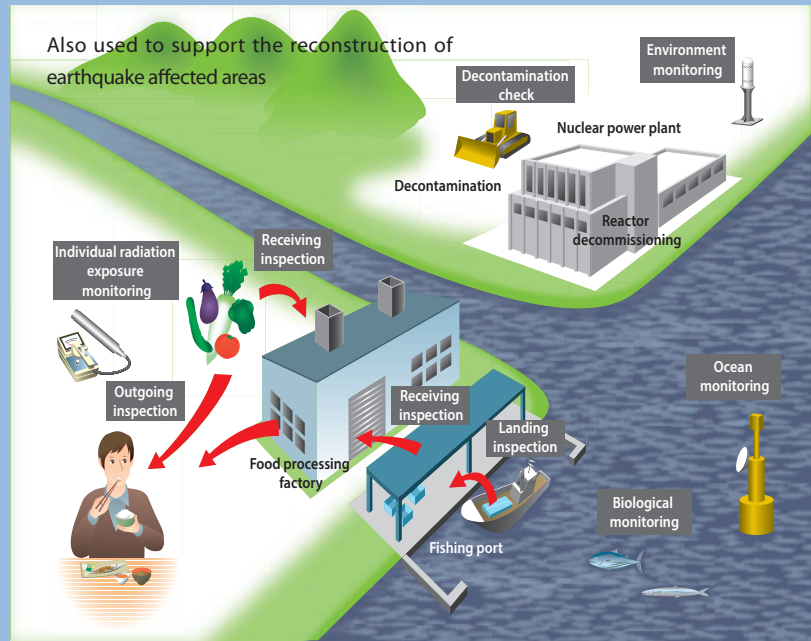 Also used to support the reconstruction of
earthquake affected areas
Environment
monitoring
Decontamination
check
Nuclear power plant
Decontamination
Reactor
decommissioning
Receiving
inspection
Individual radiation
exposure
monitoring
Outgoing
inspection
Receiving
inspection
Landing
inspection
Ocean
monitoring
Food processing
factory
Biological
monitoring
Fishing port